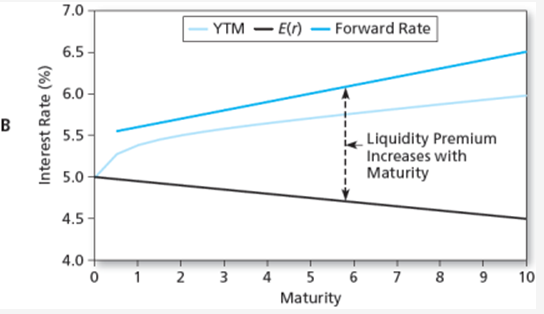 B
Interest Rate (%)
7.0
6.5
6.0
5.5
5.0
4.5
4.0
YTM E(r) Forward Rate
Liquidity Premium
Increases with
Maturity
0 1 2 3 4 5 6 7 8 9 10
Maturity